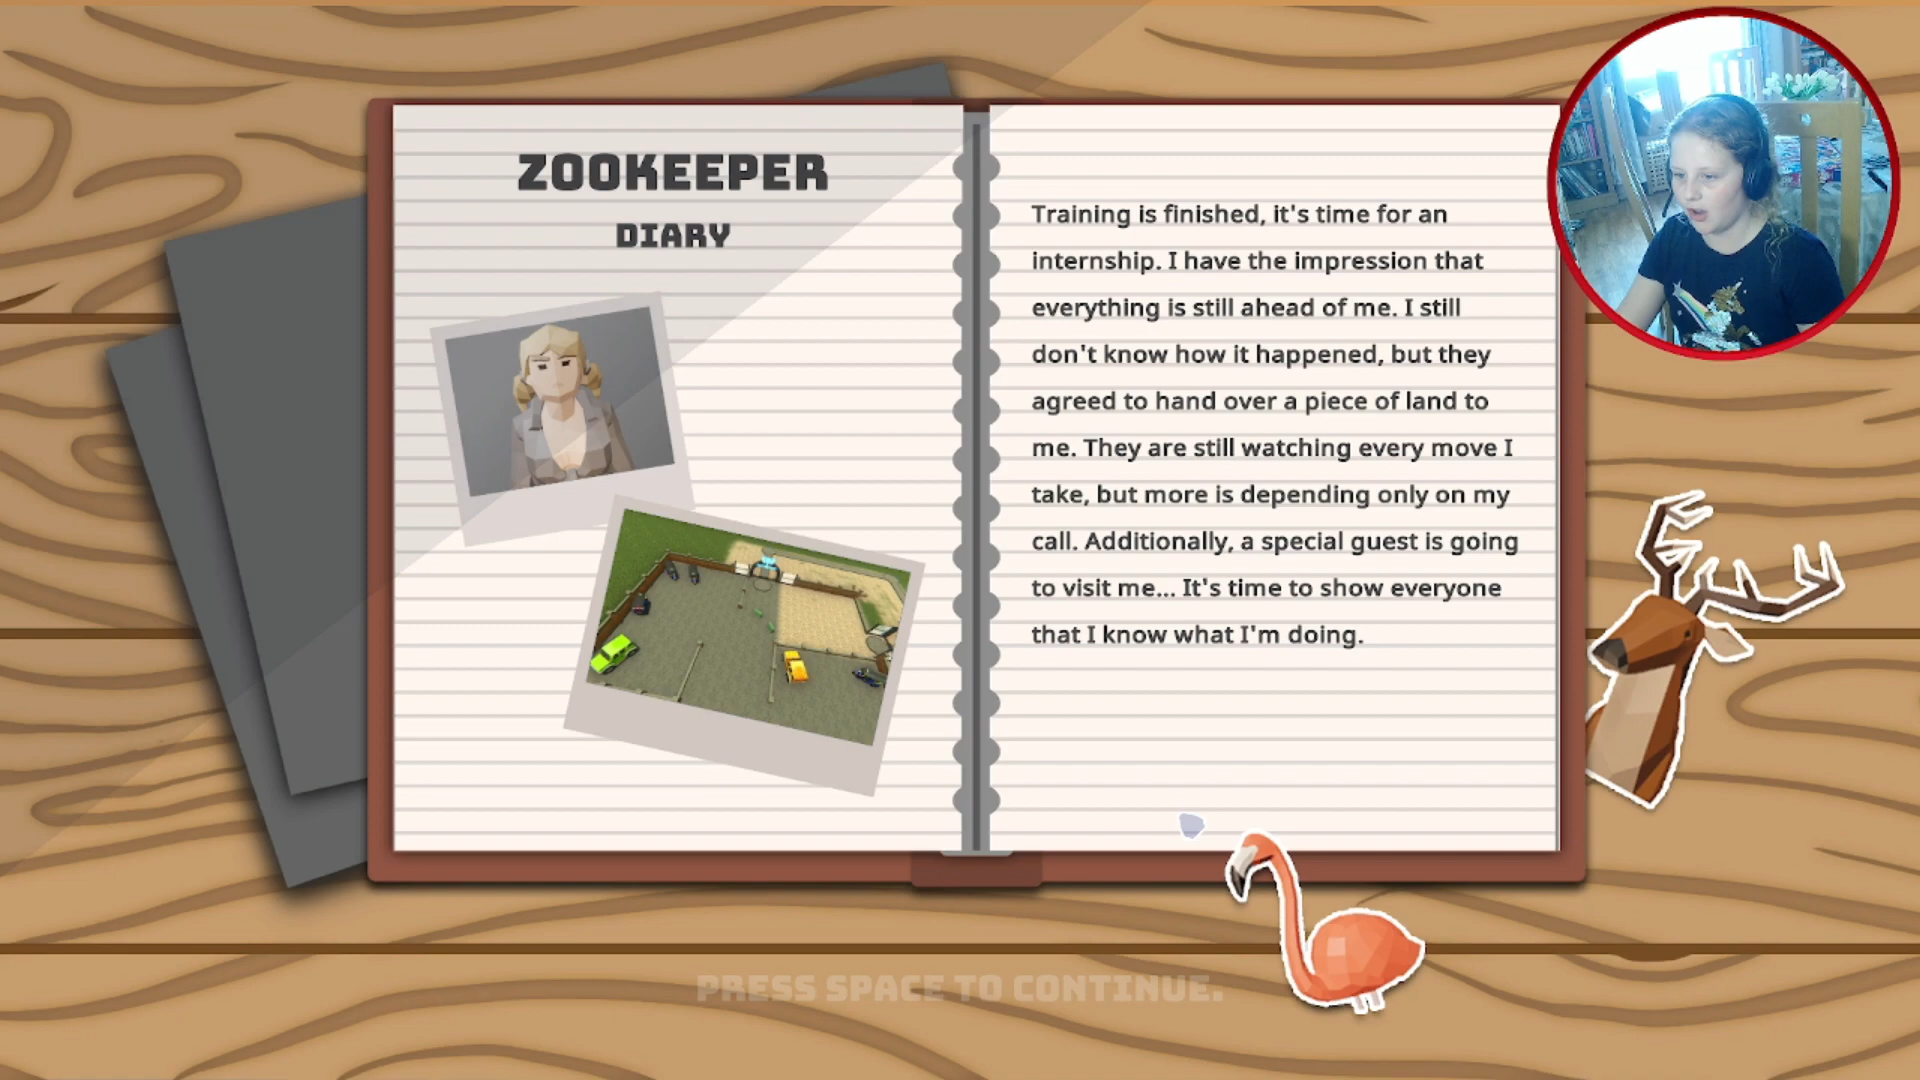 ZOOKEEPER
DIARY
Training is finished, it's time for an
internship. I have the impression that
everything is still ahead of me. I still
don't know how it happened, but they
agreed to hand over a piece of land to
me. They are still watching every move I
take, but more is depending only on my
call. Additionally, a special guest is going
to visit me... It's time to show everyone
that I know what I'm doing.
PRESS SPACE TO CONTINUE.